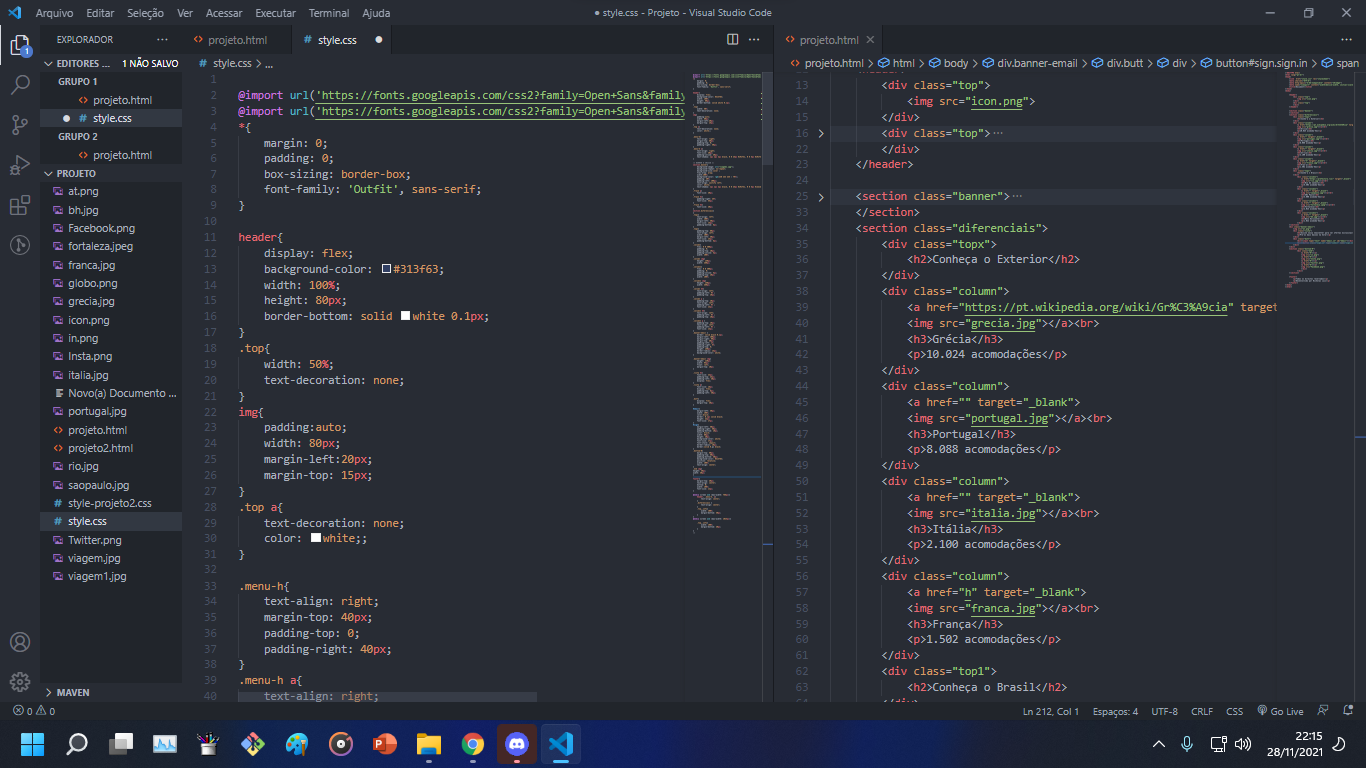 Arquivo Editar Seleção Ver Acessar Executar Terminal Ajuda
● style.css - Projeto - Visual Studio Code
EXPLORADOR ···
EDITORES ... 1 NÃO SALVO
GRUPO 1
projeto.html
style.css
GRUPO 2
projeto.html
PROJETO
at.png
bh.jpg
Facebook.png
fortaleza.jpeg
franca.jpg
globo.png
grecia.jpg
icon.png
in.png
Insta.png
italia.jpg
Novo(a) Documento ...
portugal.jpg
projeto.html
projeto2.html
rio.jpg
saopaulo.jpg
style-projeto2.css
style.css
Twitter.png
viagem.jpg
viagem1.jpg
MAVEN
projeto.html
style.css
style.css > ...
1
2 @import url('https://fonts.googleapis.com/css2?family=Open+Sans&family
3 @import url('https://fonts.googleapis.com/css2?family=Open+Sans&family
4 *{
5 margin: 0;
6 padding: 0;
7 box-sizing: border-box;
8 font-family: 'Outfit', sans-serif;
9 }
10
11 header{
12 display: flex;
13 background-color: #313f63;
14 width: 100%;
15 height: 80px;
16 border-bottom: solid white 0.1px;
17 }
18 .top{
19 width: 50%;
20 text-decoration: none;
21 }
22 img{
23 padding:auto;
24 width: 80px;
25 margin-left:20px;
26 margin-top: 15px;
27 }
28 .top a{
29 text-decoration: none;
30 color: white;;
31 }
32
33 .menu-h{
34 text-align: right;
35 margin-top: 40px;
36 padding-top: 0;
37 padding-right: 40px;
38 }
39 .menu-h a{
40 text-align: right;
projeto.html
projeto.html > html > body > div.banner-email > div.butt > div > button#sign.sign.in > span
13 <div class="top">
14 <img src="icon.png">
15 </div>
16 <div class="top">···
22 </div>
23 </header>
24
25 <section class="banner">···
33 </section>
34 <section class="diferenciais">
35 <div class="topx">
36 <h2>Conheça o Exterior</h2>
37 </div>
38 <div class="column">
39 <a href="https://pt.wikipedia.org/wiki/Gr%C3%A9cia" target
40 <img src="grecia.jpg"></a><br>
41 <h3>Grécia</h3>
42 <p>10.024 acomodações</p>
43 </div>
44 <div class="column">
45 <a href="" target="_blank">
46 <img src="portugal.jpg"></a><br>
47 <h3>Portugal</h3>
48 <p>8.088 acomodações</p>
49 </div>
50 <div class="column">
51 <a href="" target="_blank">
52 <img src="italia.jpg"></a><br>
53 <h3>Itália</h3>
54 <p>2.100 acomodações</p>
55 </div>
56 <div class="column">
57 <a href="h" target="_blank">
58 <img src="franca.jpg"></a><br>
59 <h3>França</h3>
60 <p>1.502 acomodações</p>
61 </div>
62 <div class="top1">
63 <h2>Conheça o Brasil</h2>
0 0
Ln 212, Col 1 Espaços: 4 UTF-8 CRLF CSS Go Live
22:15
28/11/2021